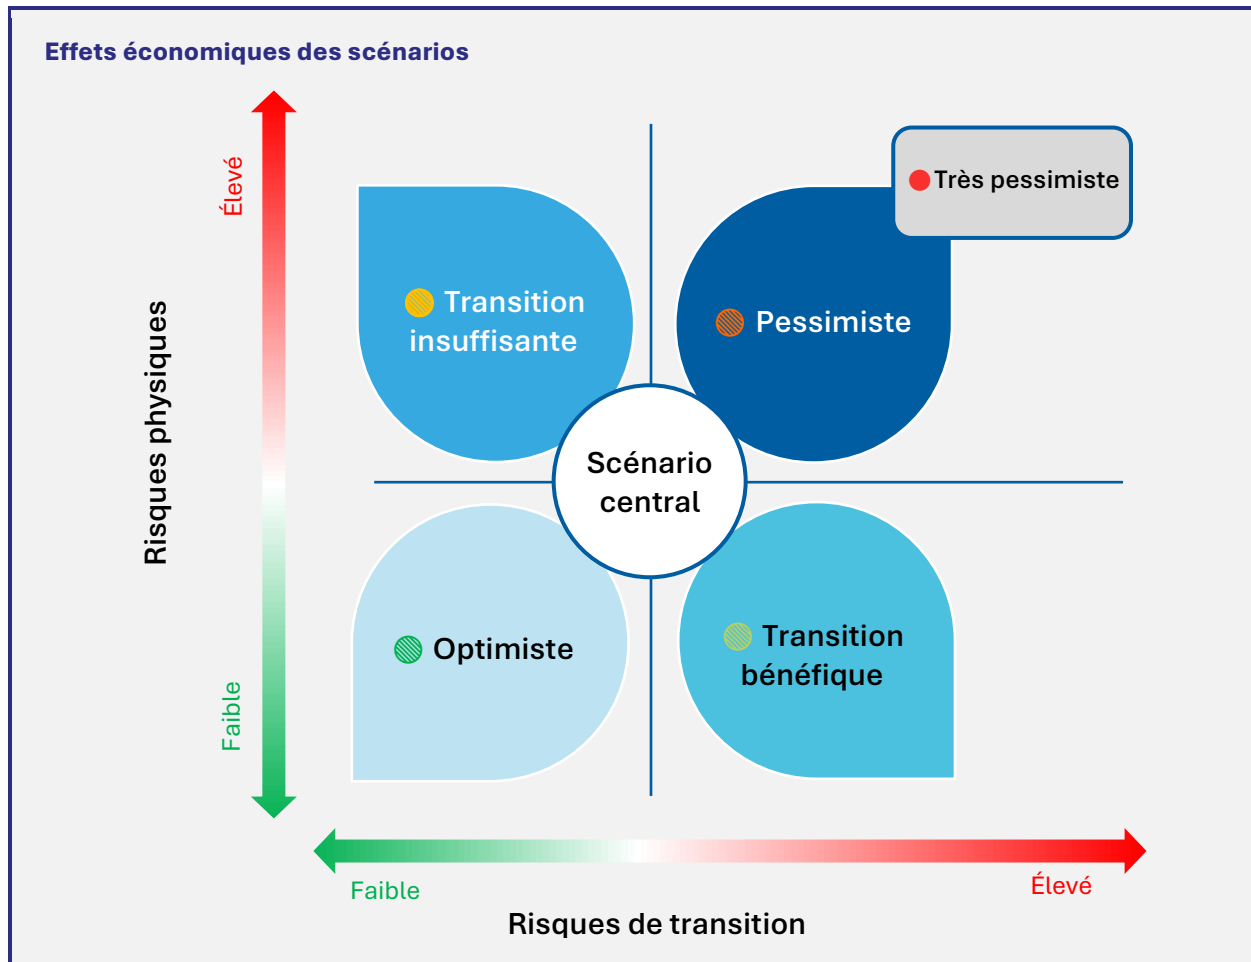 Effets économiques des scénarios
Élevé
Risques physiques
Faible
Très pessimiste
Transition
insuffisante
Pessimiste
Scénario
central
Optimiste
Transition
bénéfique
Faible
Élevé
Risques de transition